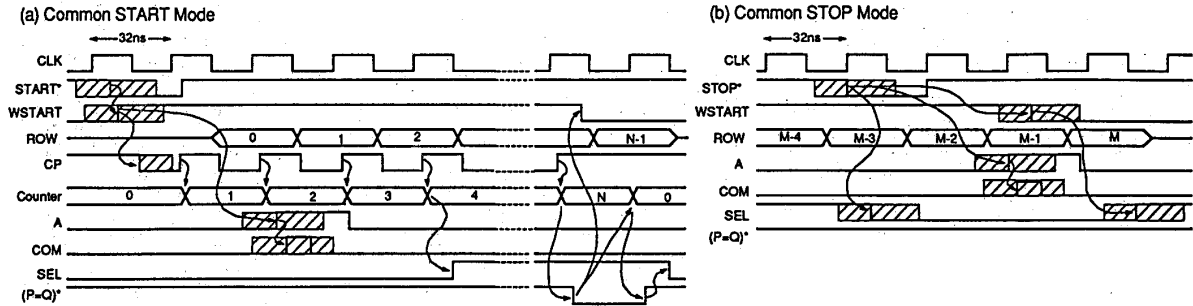 (a) Common START Mode
32ns
CLK
START*
WSTART
ROW 0 1 2 N-1
CP
Counter 0 1 2 3 4 N 0
A
COM
SEL
(P=Q)*
(b) Common STOP Mode
32ns
CLK
STOP*
WSTART
ROW M-4 M-3 M-2 M-1 M
A
COM
SEL
(P=Q)*